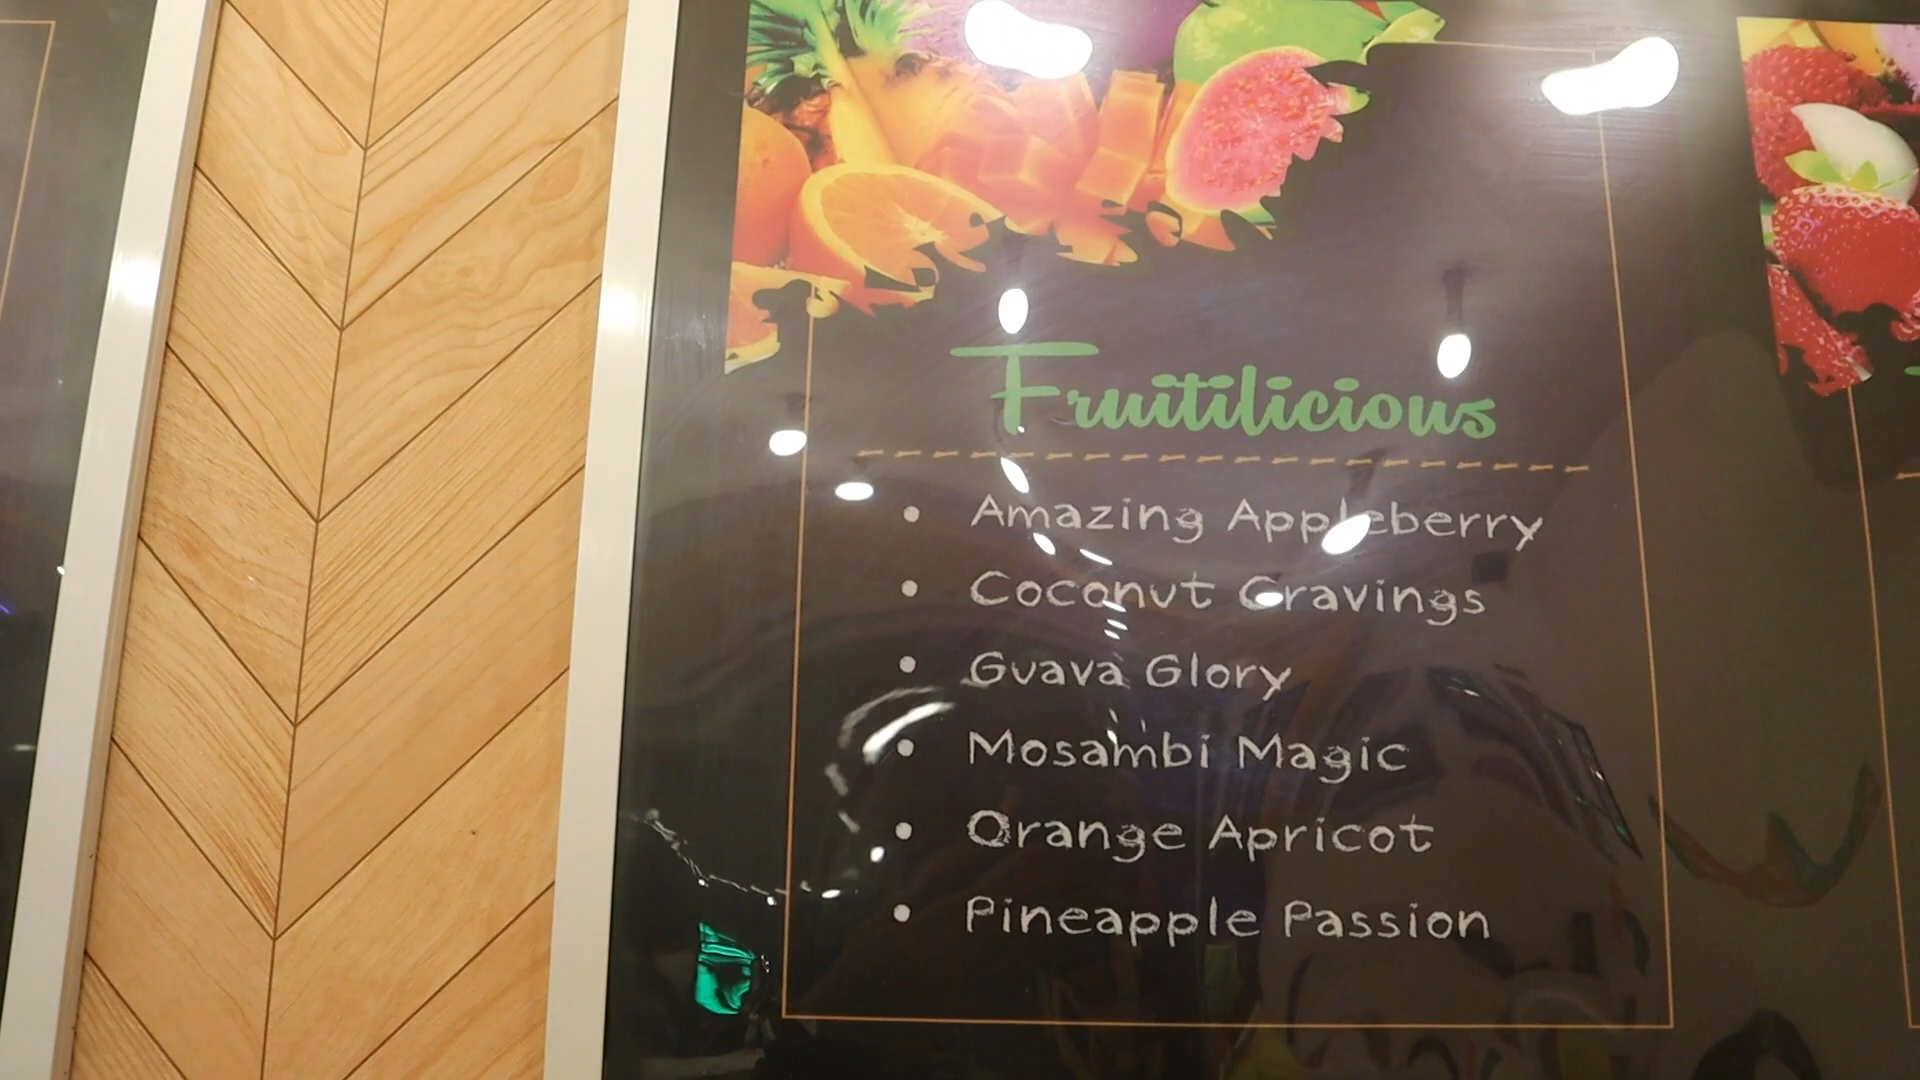 Fruitilicious
• Amazing Appleberry
• Coconut Cravings
• Guava Glory
• Mosambi Magic
• Orange Apricot
• Pineapple Passion